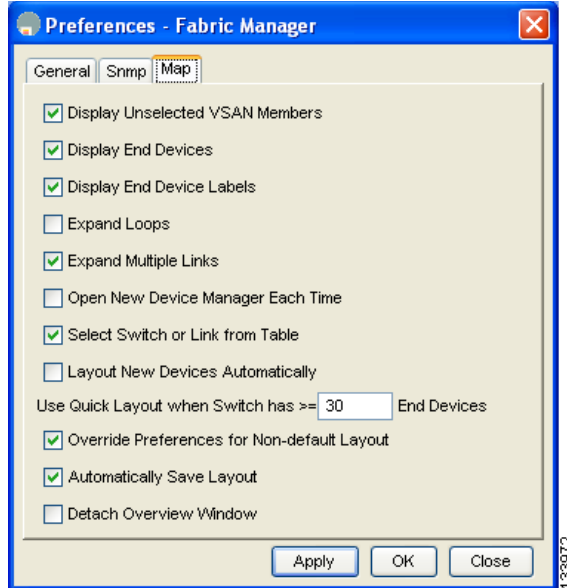 Preferences - Fabric Manager
General Snmp Map
Display Unselected VSAN Members
Display End Devices
Display End Device Labels
Expand Loops
Expand Multiple Links
Open New Device Manager Each Time
Select Switch or Link from Table
Layout New Devices Automatically
Use Quick Layout when Switch has >= 30 End Devices
Override Preferences for Non-default Layout
Automatically Save Layout
Detach Overview Window
Apply OK Close
133972